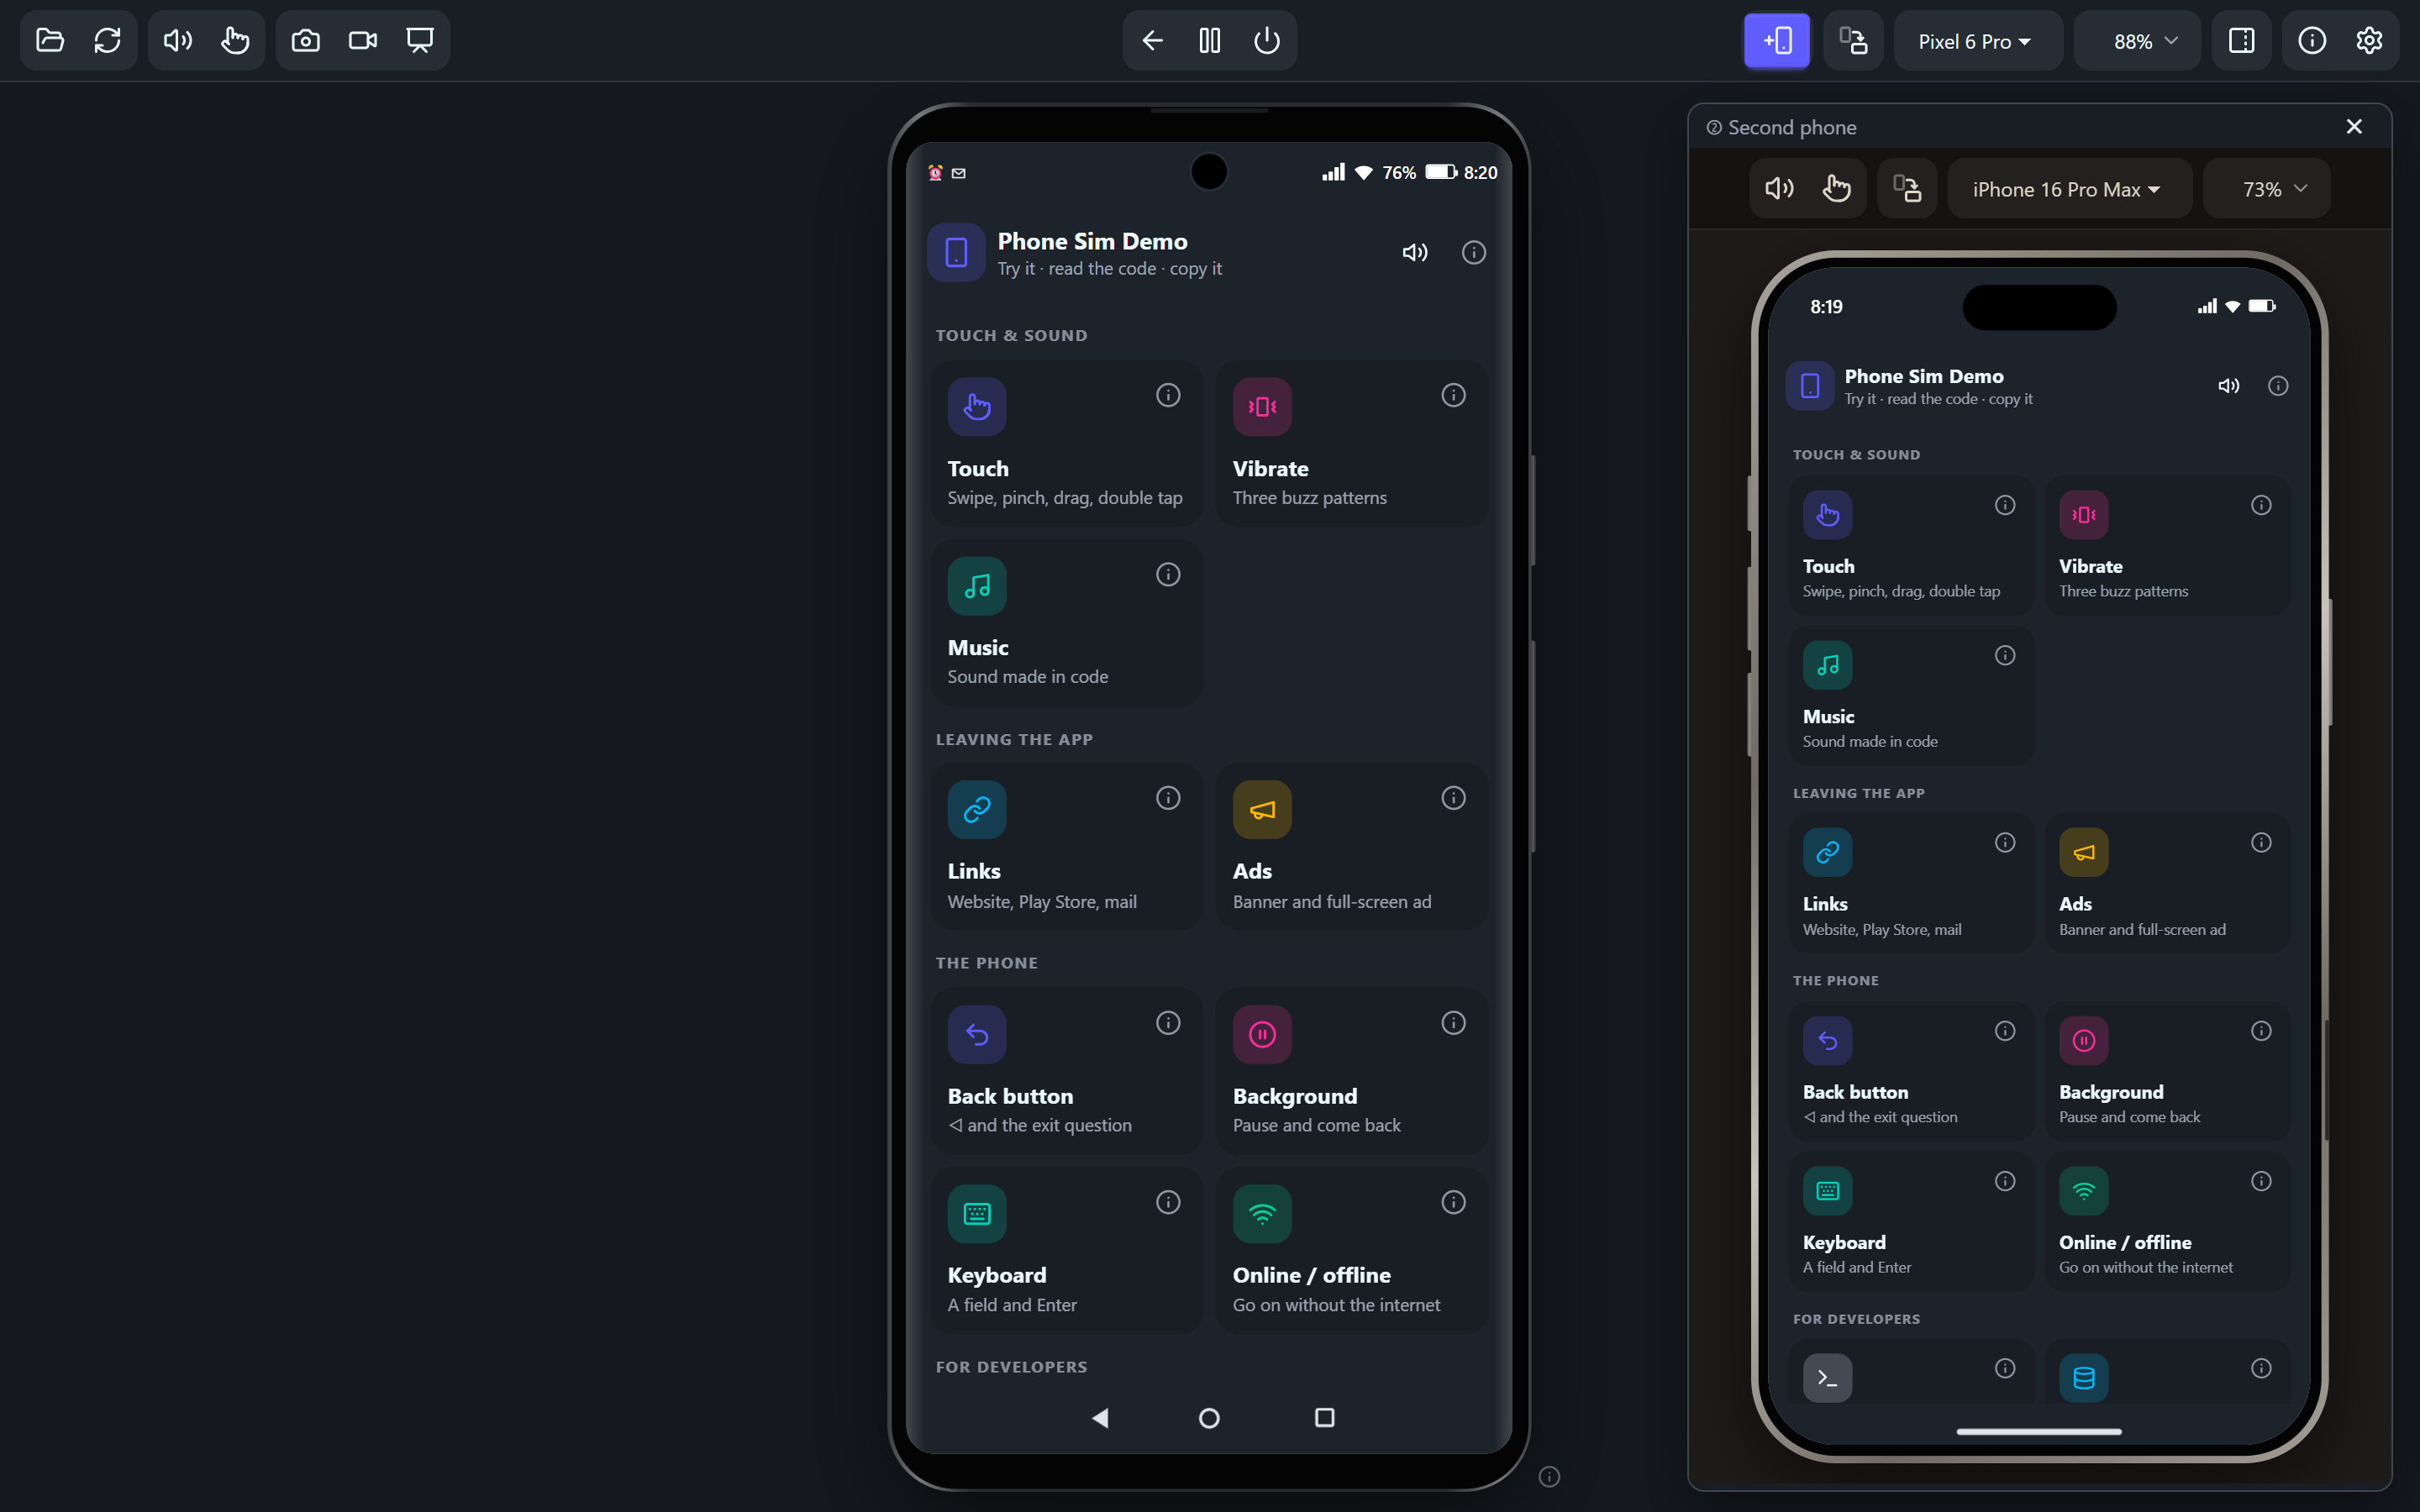 Pixel 6 Pro
88%
76% 8:20
Phone Sim Demo
Try it · read the code · copy it
TOUCH & SOUND
Touch
Swipe, pinch, drag, double tap
Vibrate
Three buzz patterns
Music
Sound made in code
LEAVING THE APP
Links
Website, Play Store, mail
Ads
Banner and full-screen ad
THE PHONE
Back button
◁ and the exit question
Background
Pause and come back
Keyboard
A field and Enter
Online / offline
Go on without the internet
FOR DEVELOPERS
② Second phone
iPhone 16 Pro Max
73%
8:19
Phone Sim Demo
Try it · read the code · copy it
TOUCH & SOUND
Touch
Swipe, pinch, drag, double tap
Vibrate
Three buzz patterns
Music
Sound made in code
LEAVING THE APP
Links
Website, Play Store, mail
Ads
Banner and full-screen ad
THE PHONE
Back button
◁ and the exit question
Background
Pause and come back
Keyboard
A field and Enter
Online / offline
Go on without the internet
FOR DEVELOPERS